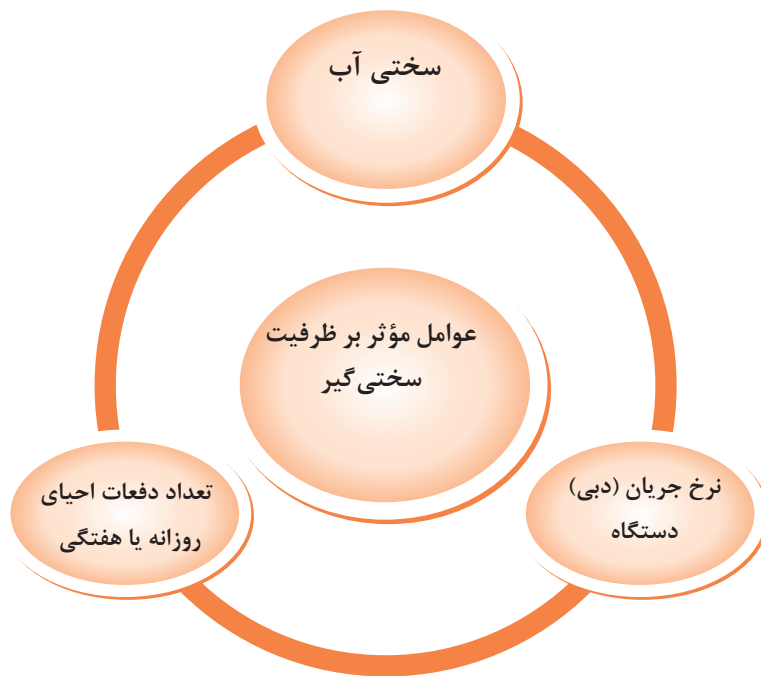 سختی آب
عوامل مؤثر بر ظرفیت
سختی‌گیر
نرخ جریان (دبی)
دستگاه
تعداد دفعات احیای
روزانه یا هفتگی